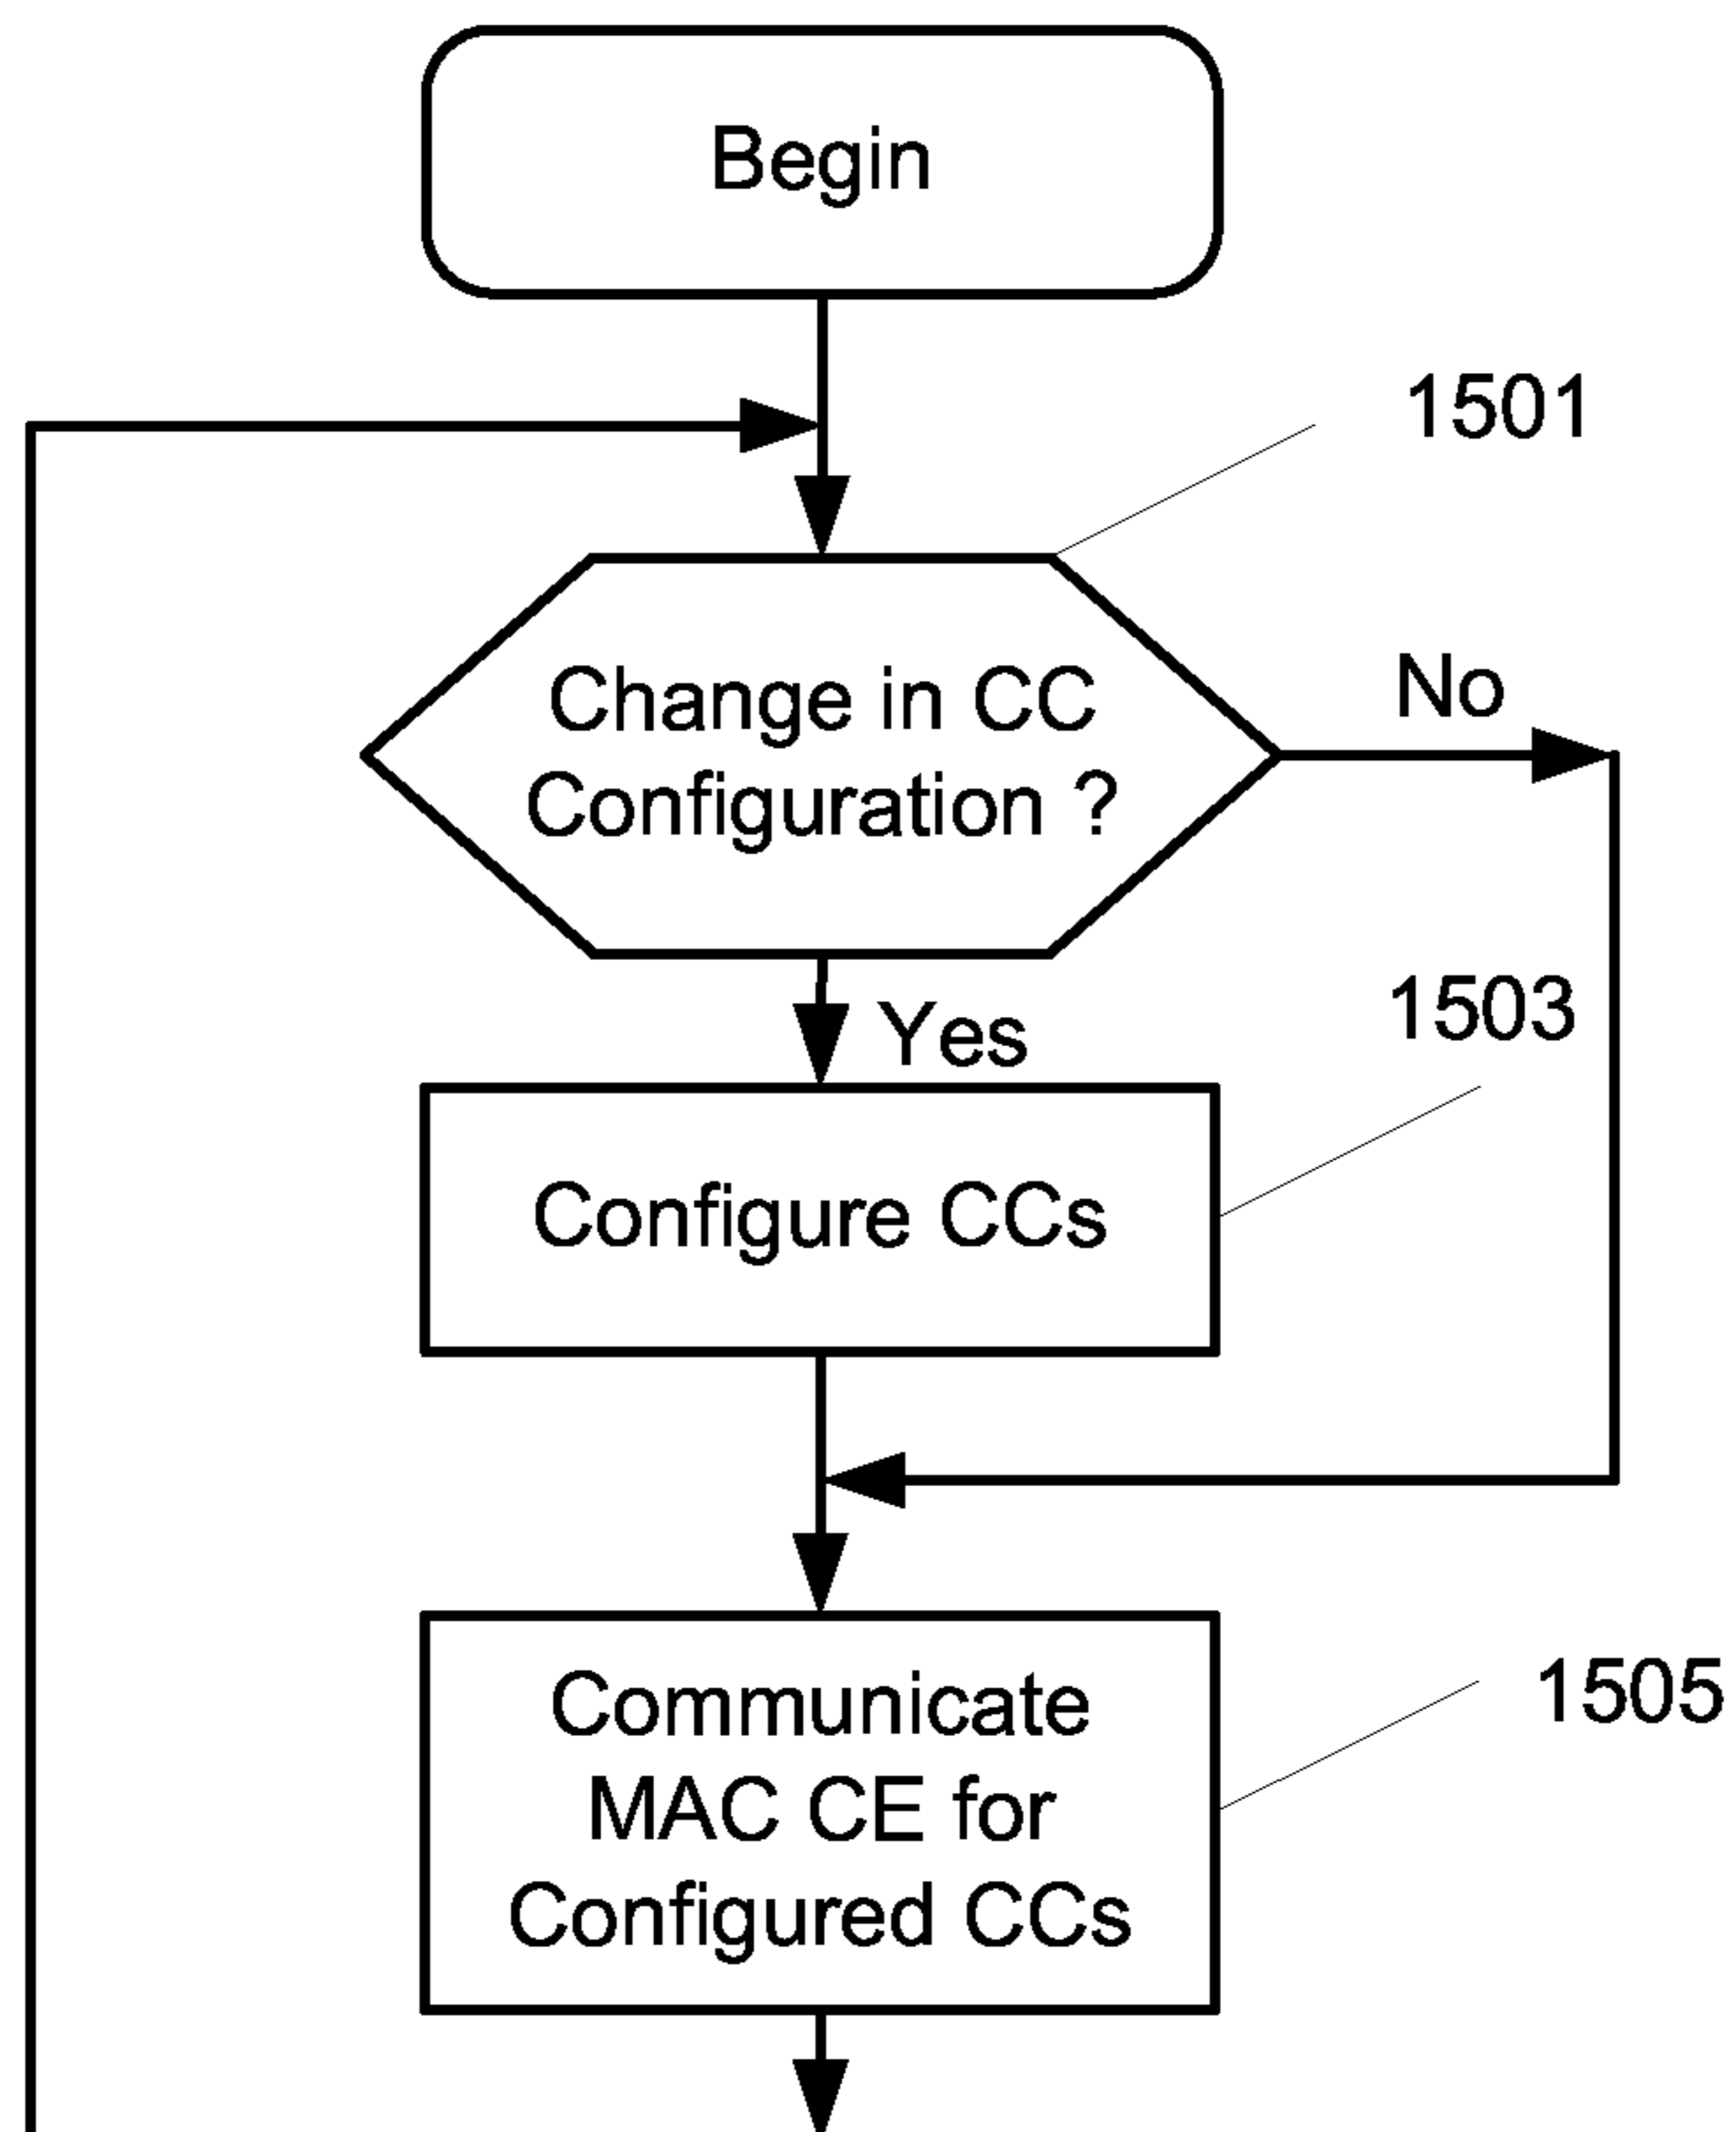 Begin
1501
Change in CC
Configuration ?
No
Yes
1503
Configure CCs
1505
Communicate
MAC CE for
Configured CCs